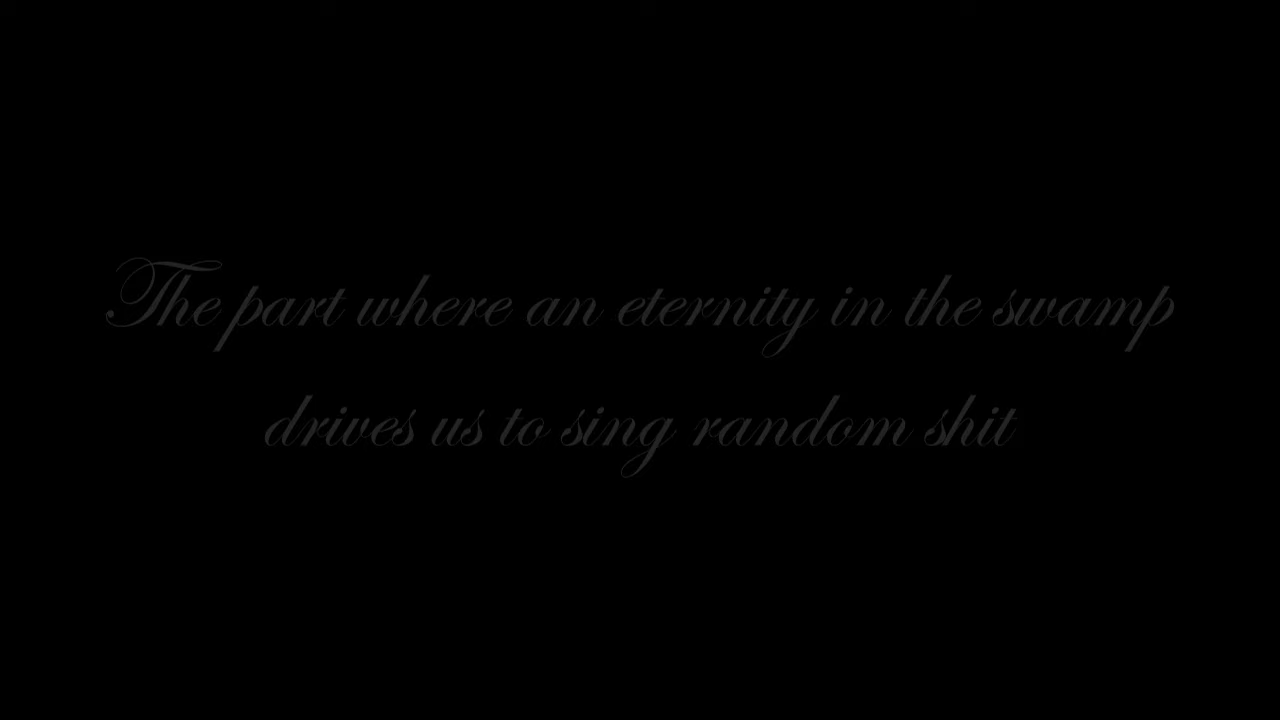 The part where an eternity in the swamp
drives us to sing random shit